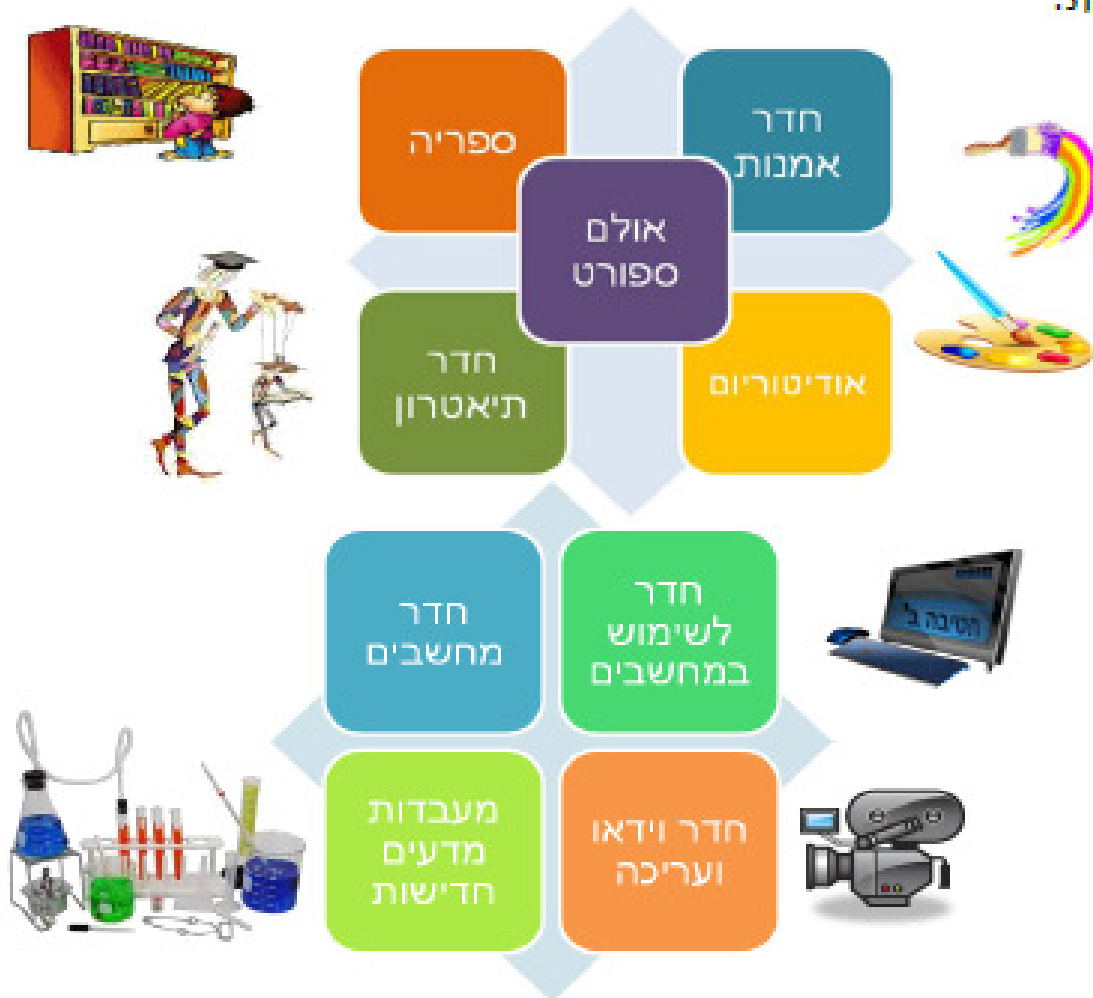 ספריה
חדר
אמנות
אולם
ספורט
חדר
תיאטרון
אודיטוריום
חדר
מחשבים
חדר
לשימוש
במחשבים
חטיבה ב'
מעבדות
מדעים
חדישות
חדר וידאו
ועריכה